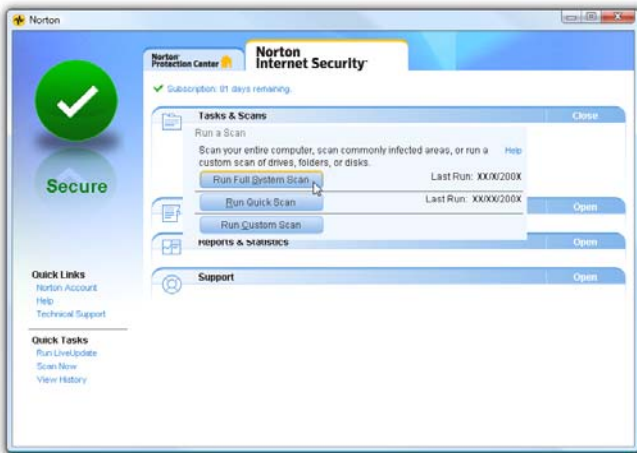 Norton
Norton
Protection Center
Norton
Internet Security
Subscription: 01 days remaining.
Tasks & Scans
Close
Run a Scan
Scan your entire computer, scan commonly infected areas, or run a
custom scan of drives, folders, or disks.
Help
Run Full System Scan
Last Run: XX/X/200X
Run Quick Scan
Last Run: XX/XX/200X
Run Custom Scan
Open
Reports & Statistics
Open
Support
Open
Secure
Quick Links
Norton Account
Help
Technical Support
Quick Tasks
Run LiveUpdate
Scan Now
View History